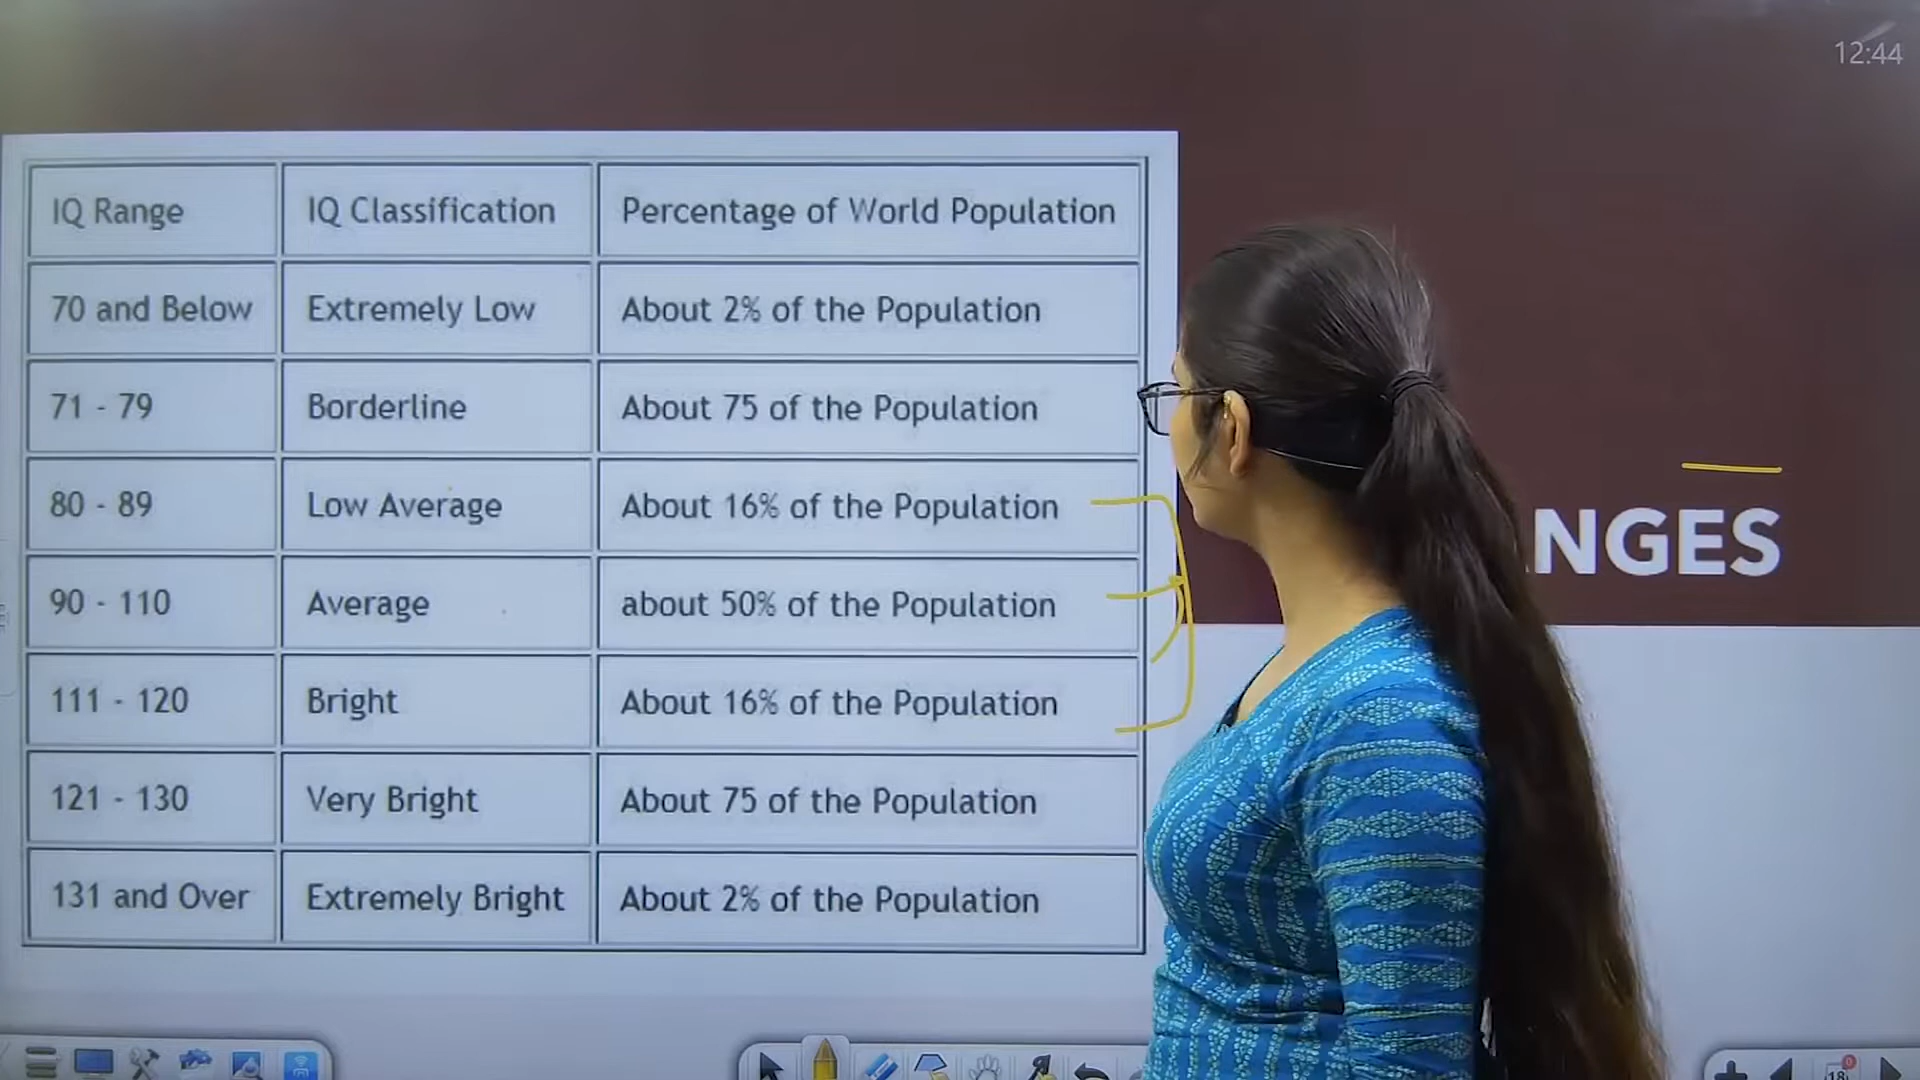 12:44
IQ Range IQ Classification Percentage of World Population
70 and Below Extremely Low About 2% of the Population
71 - 79 Borderline About 75 of the Population
80 - 89 Low Average About 16% of the Population
90 - 110 Average about 50% of the Population
111 - 120 Bright About 16% of the Population
121 - 130 Very Bright About 75 of the Population
131 and Over Extremely Bright About 2% of the Population
NGES
18
0